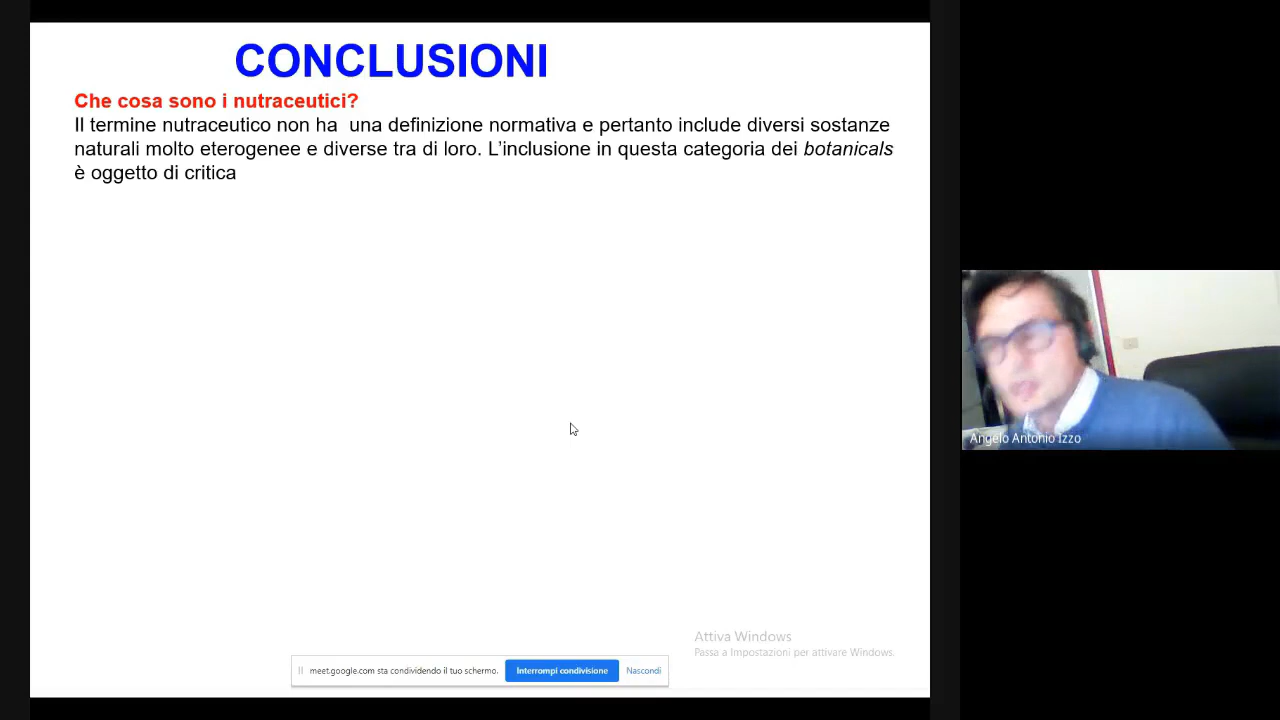 CONCLUSIONI
Che cosa sono i nutraceutici?
Il termine nutraceutico non ha  una definizione normativa e pertanto include diversi sostanze
naturali molto eterogenee e diverse tra di loro. L’inclusione in questa categoria dei botanicals
è oggetto di critica
Angelo Antonio Izzo
Attiva Windows
Passa a Impostazioni per attivare Windows.
meet.google.com sta condividendo il tuo schermo. Interrompi condivisione Nascondi